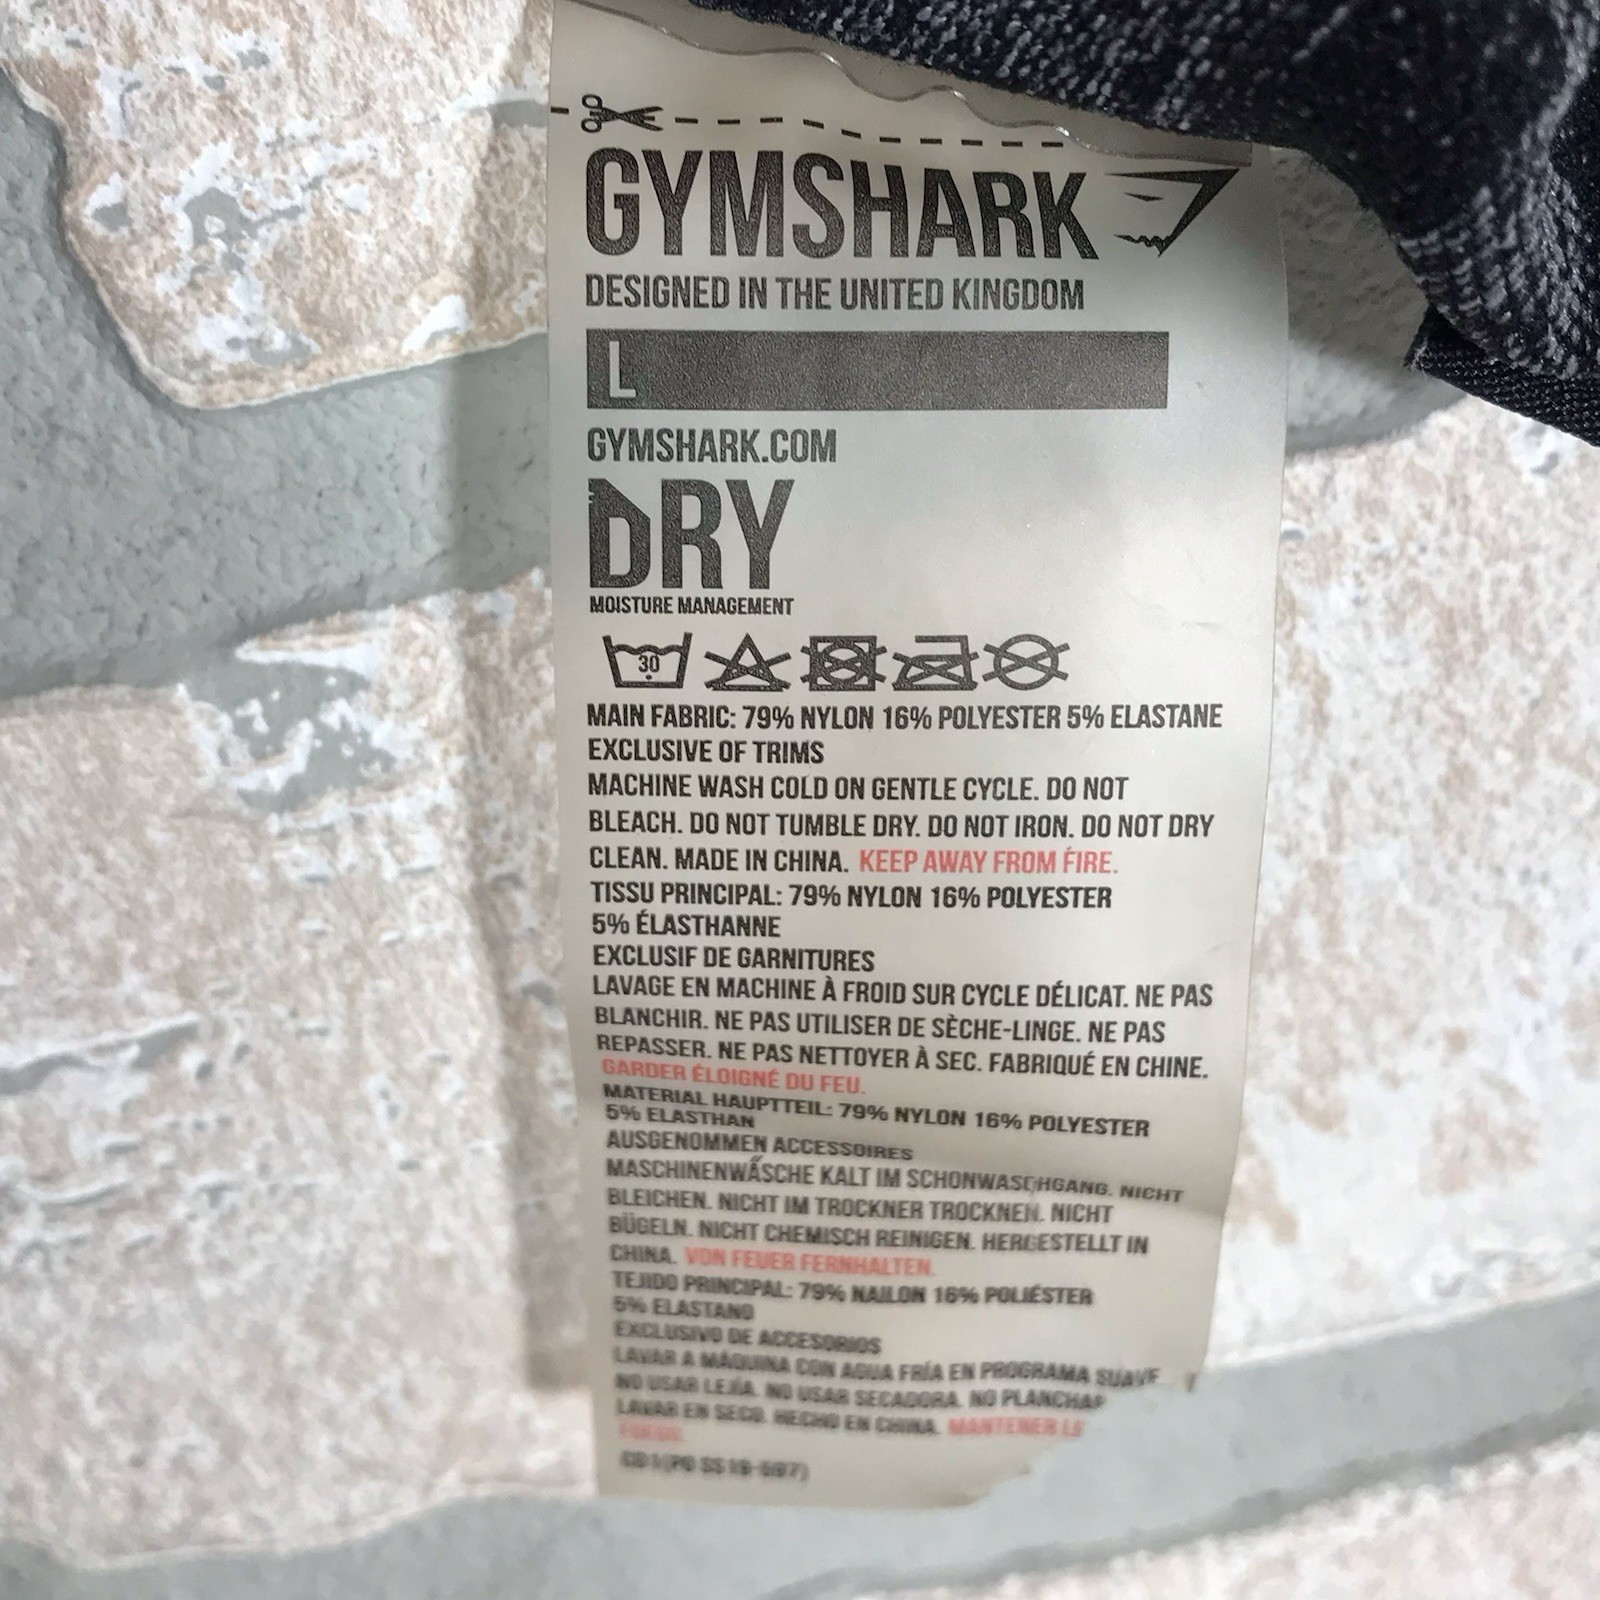 GYMSHARK
DESIGNED IN THE UNITED KINGDOM
L
GYMSHARK.COM
DRY
MOISTURE MANAGEMENT
30
MAIN FABRIC: 79% NYLON 16% POLYESTER 5% ELASTANE
EXCLUSIVE OF TRIMS
MACHINE WASH COLD ON GENTLE CYCLE. DO NOT
BLEACH. DO NOT TUMBLE DRY. DO NOT IRON. DO NOT DRY
CLEAN. MADE IN CHINA. KEEP AWAY FROM FIRE.
TISSU PRINCIPAL: 79% NYLON 16% POLYESTER
5% ÉLASTHANNE
EXCLUSIF DE GARNITURES
LAVAGE EN MACHINE À FROID SUR CYCLE DÉLICAT. NE PAS
BLANCHIR. NE PAS UTILISER DE SÈCHE-LINGE. NE PAS
REPASSER. NE PAS NETTOYER À SEC. FABRIQUÉ EN CHINE.
GARDER ÉLOIGNÉ DU FEU.
MATERIAL HAUPTTEIL: 79% NYLON 16% POLYESTER
5% ELASTHAN
AUSGENOMMEN ACCESSOIRES
MASCHINENWÄSCHE KALT IM SCHONWASCHGANG. NICHT
BLEICHEN. NICHT IM TROCKNER TROCKNEN. NICHT
BÜGELN. NICHT CHEMISCH REINIGEN. HERGESTELLT IN
CHINA. VON FEUER FERNHALTEN.
TEJIDO PRINCIPAL: 79% NAILON 16% POLIÉSTER
5% ELASTANO
EXCLUSIVO DE ACCESORIOS
LAVAR A MÁQUINA CON AGUA FRÍA EN PROGRAMA SUAVE
NO USAR LEJÍA. NO USAR SECADORA. NO PLANCHAR
LAVAR EN SECO. HECHO EN CHINA. MANTENER
FUEGO.